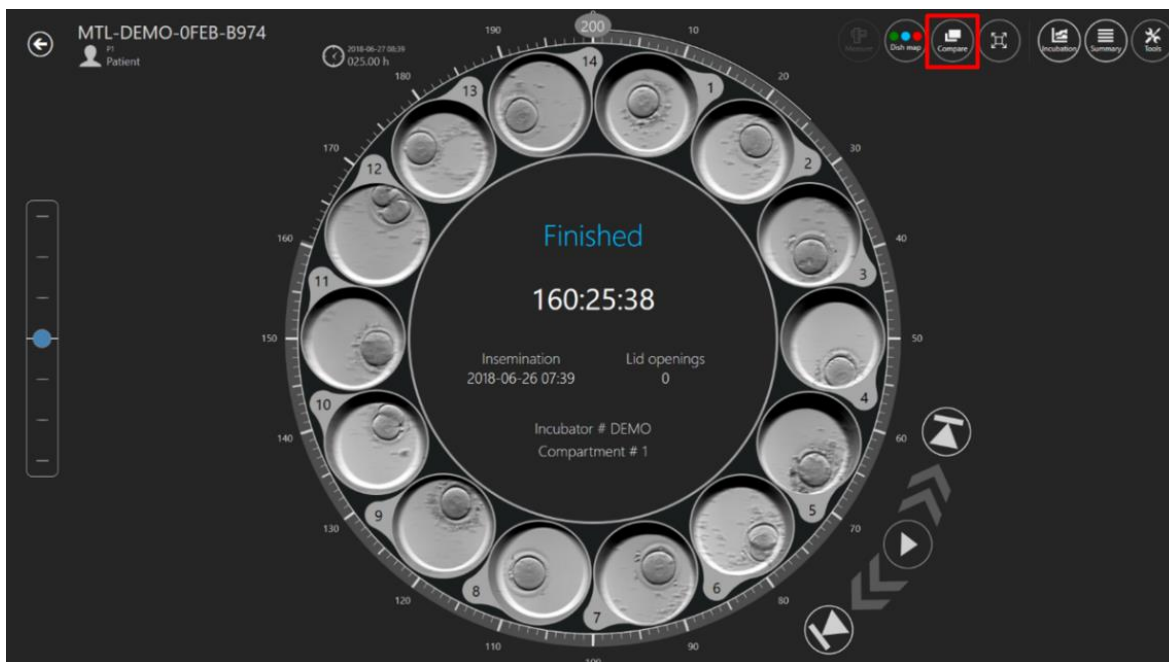 MTL-DEMO-0FEB-B974
P1
Patient
2018-06-27 08:39
025.00 h
Measure
Dish map
Compare
Incubation
Summary
Tools
200
10
20
30
40
50
60
70
80
90
100
110
120
130
140
150
160
170
180
190
1
2
3
4
5
6
7
8
9
10
11
12
13
14
Finished
160:25:38
Insemination
2018-06-26 07:39
Lid openings
0
Incubator # DEMO
Compartment # 1